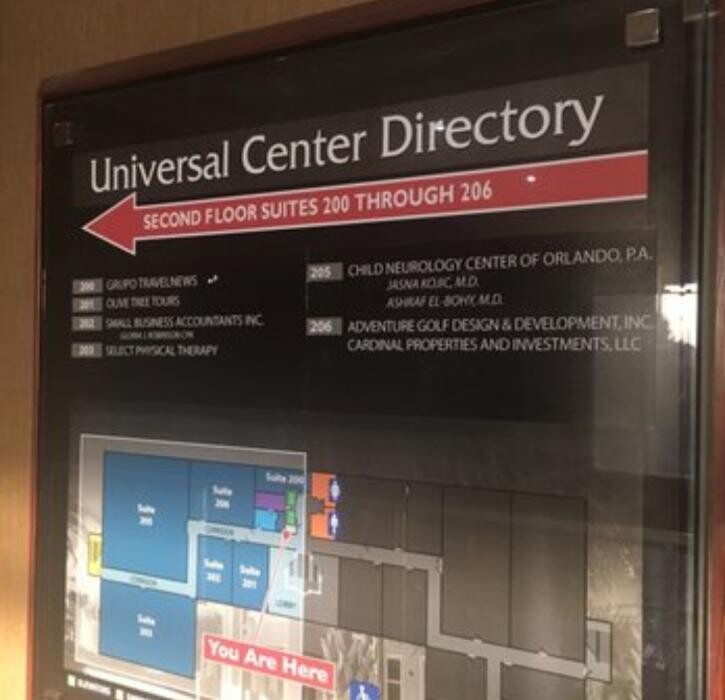 Universal Center Directory
SECOND FLOOR SUITES 200 THROUGH 206
200 GRUPO TRAVELNEWS
201 OLIVE TREE TOURS
202 SMALL BUSINESS ACCOUNTANTS INC.
203 SELECT PHYSICAL THERAPY
205 CHILD NEUROLOGY CENTER OF ORLANDO, P.A.
JASNA KOJIC, M.D.
ASHRAF EL-BOHY, M.D.
206 ADVENTURE GOLF DESIGN & DEVELOPMENT, INC.
CARDINAL PROPERTIES AND INVESTMENTS, LLC
Suite 205
Suite 206
Suite 200
CORRIDOR
Suite 202
Suite 201
CORRIDOR
LOBBY
Suite 203
You Are Here